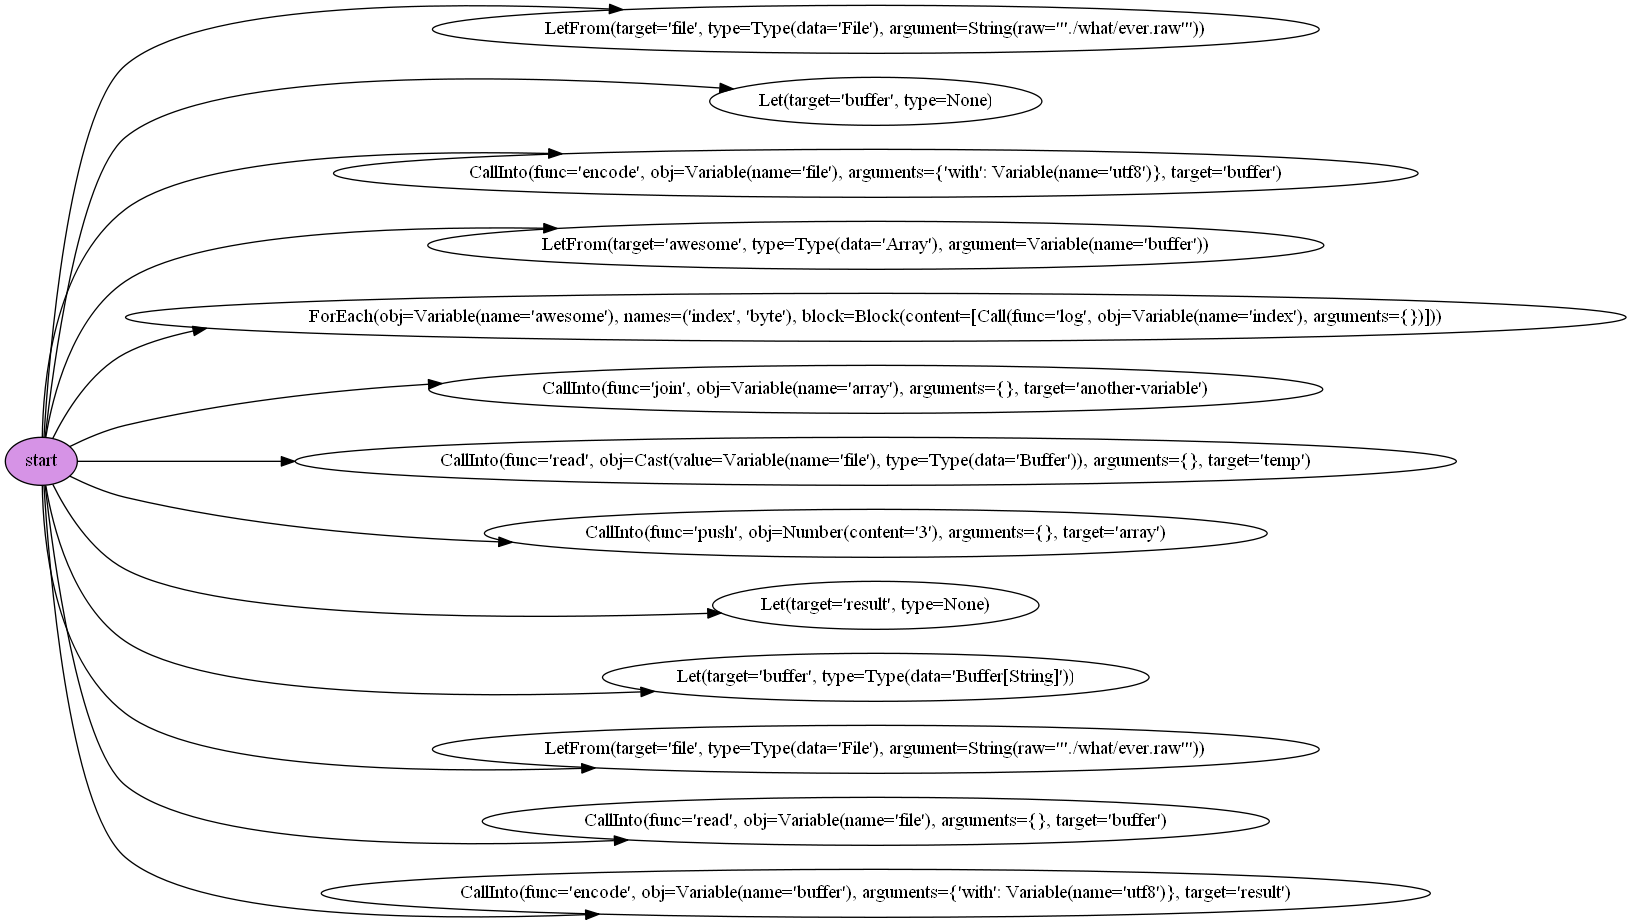 LetFrom(target='file', type=Type(data='File'), argument=String(raw="'./what/ever.raw'"))
Let(target='buffer', type=None)
CallInto(func='encode', obj=Variable(name='file'), arguments={'with': Variable(name='utf8')}, target='buffer')
LetFrom(target='awesome', type=Type(data='Array'), argument=Variable(name='buffer'))
ForEach(obj=Variable(name='awesome'), names=('index', 'byte'), block=Block(content=[Call(func='log', obj=Variable(name='index'), arguments={})]))
CallInto(func='join', obj=Variable(name='array'), arguments={}, target='another-variable')
start
CallInto(func='read', obj=Cast(value=Variable(name='file'), type=Type(data='Buffer')), arguments={}, target='temp')
CallInto(func='push', obj=Number(content='3'), arguments={}, target='array')
Let(target='result', type=None)
Let(target='buffer', type=Type(data='Buffer[String]'))
LetFrom(target='file', type=Type(data='File'), argument=String(raw="'./what/ever.raw'"))
CallInto(func='read', obj=Variable(name='file'), arguments={}, target='buffer')
CallInto(func='encode', obj=Variable(name='buffer'), arguments={'with': Variable(name='utf8')}, target='result')